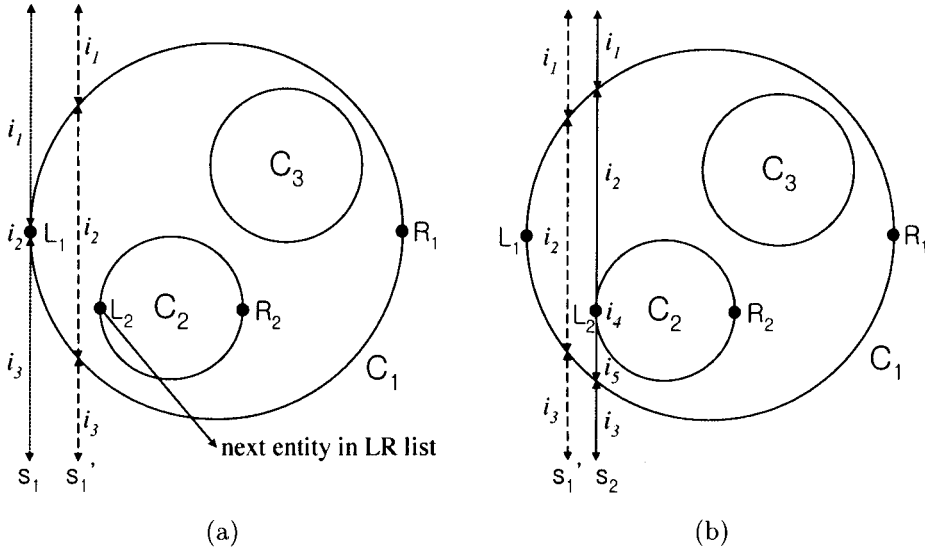 i1
i1
C3
i2
L1
i2
R1
L2
C2
R2
i3
C1
i3
next entity in LR list
S1
S1'
(a)
i1
i1
C3
i2
L1
i2
R1
L2
i4
C2
R2
i5
C1
i3
i3
S1'
S2
(b)